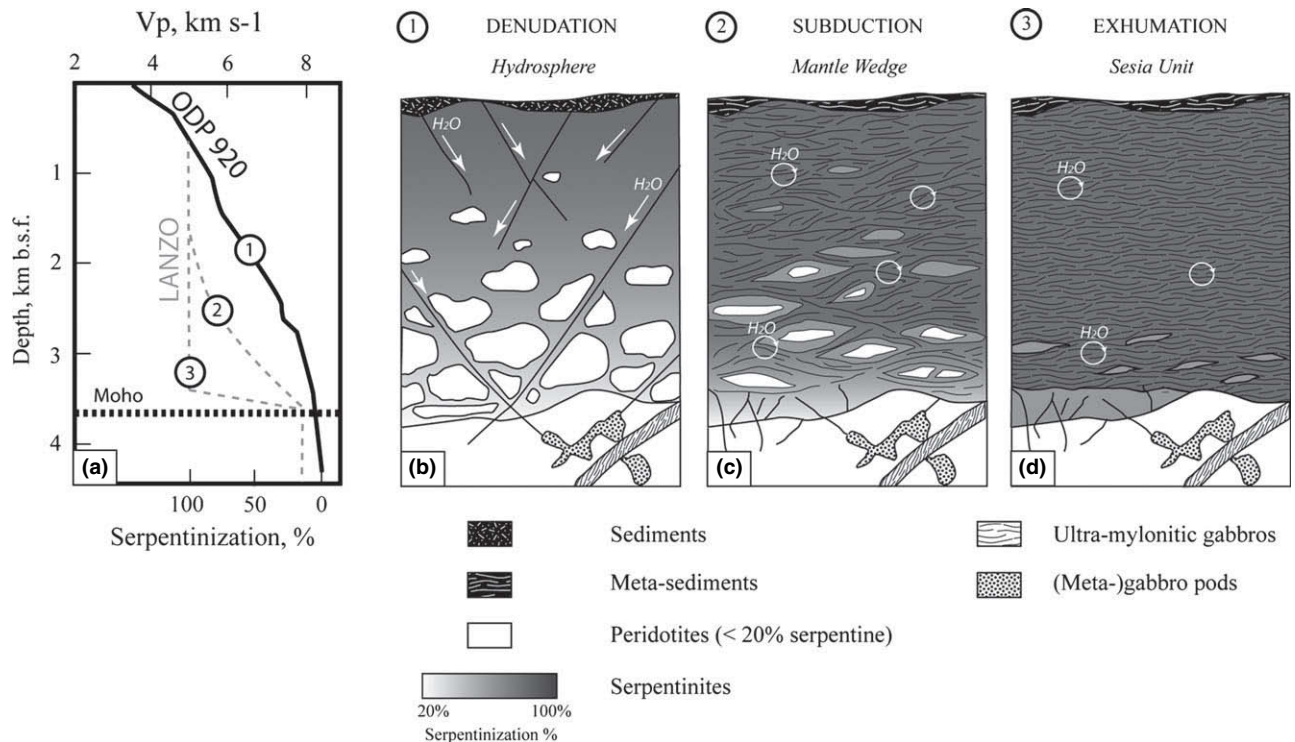 Vp, km s-1
2 4 6 8
ODP 920
LANZO
1
2
3
Moho
Depth, km b.s.f.
1
2
3
4
(a)
100 50 0
Serpentinization, %
1 DENUDATION
Hydrosphere
H2O
H2O
(b)
2 SUBDUCTION
Mantle Wedge
H2O
H2O
(c)
3 EXHUMATION
Sesia Unit
H2O
H2O
(d)
Sediments
Meta-sediments
Peridotites (< 20% serpentine)
Serpentinites
20% 100%
Serpentinization %
Ultra-mylonitic gabbros
(Meta-)gabbro pods